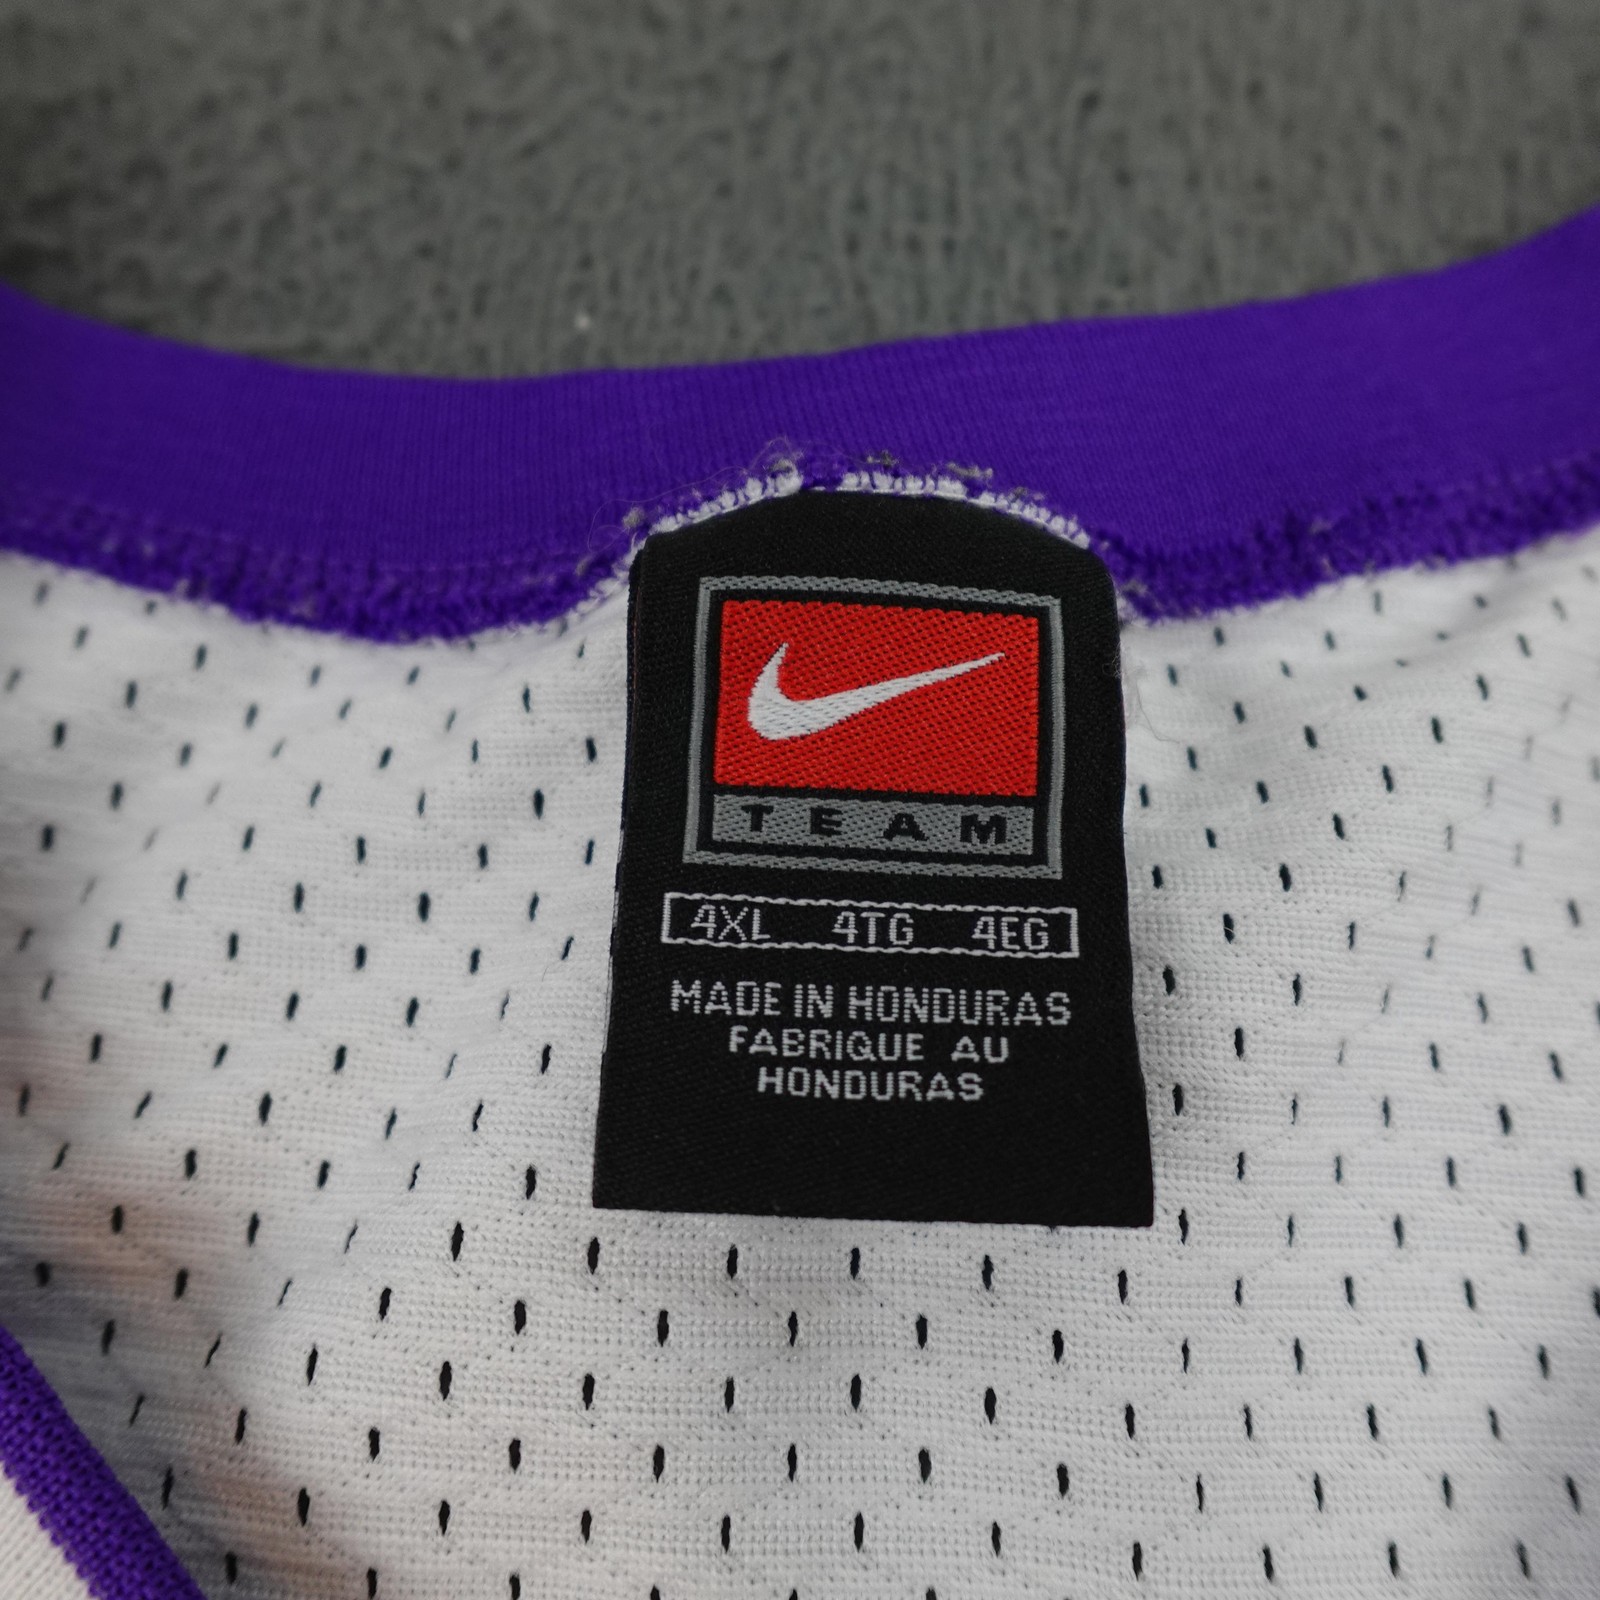 TEAM
4XL 4TG 4EG
MADE IN HONDURAS
FABRIQUE AU
HONDURAS